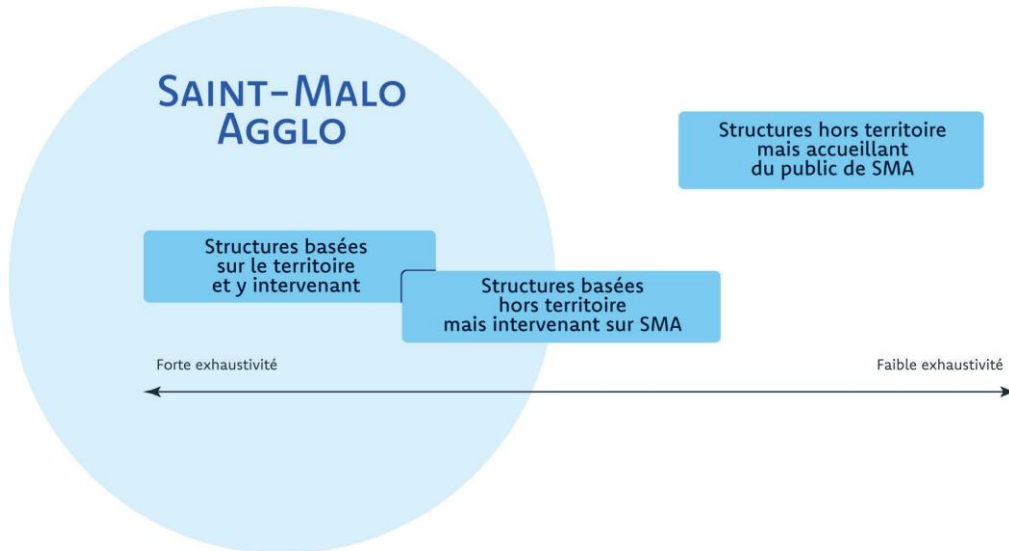 SAINT-MALO
AGGLO
Structures hors territoire
mais accueillant
du public de SMA
Structures basées
sur le territoire
et y intervenant
Structures basées
hors territoire
mais intervenant sur SMA
Forte exhaustivité
Faible exhaustivité